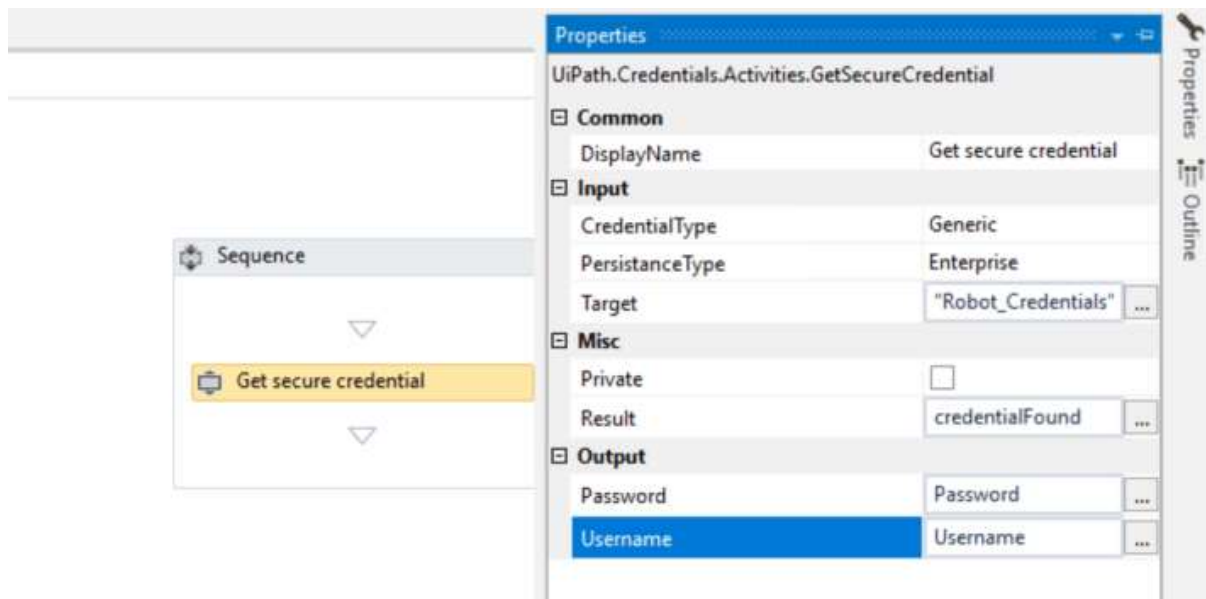 Properties
UiPath.Credentials.Activities.GetSecureCredential
Common
DisplayName Get secure credential
Input
CredentialType Generic
PersistanceType Enterprise
Target "Robot_Credentials" ...
Misc
Private
Result credentialFound ...
Output
Password Password ...
Username Username ...
Sequence
Get secure credential
Properties
Outline